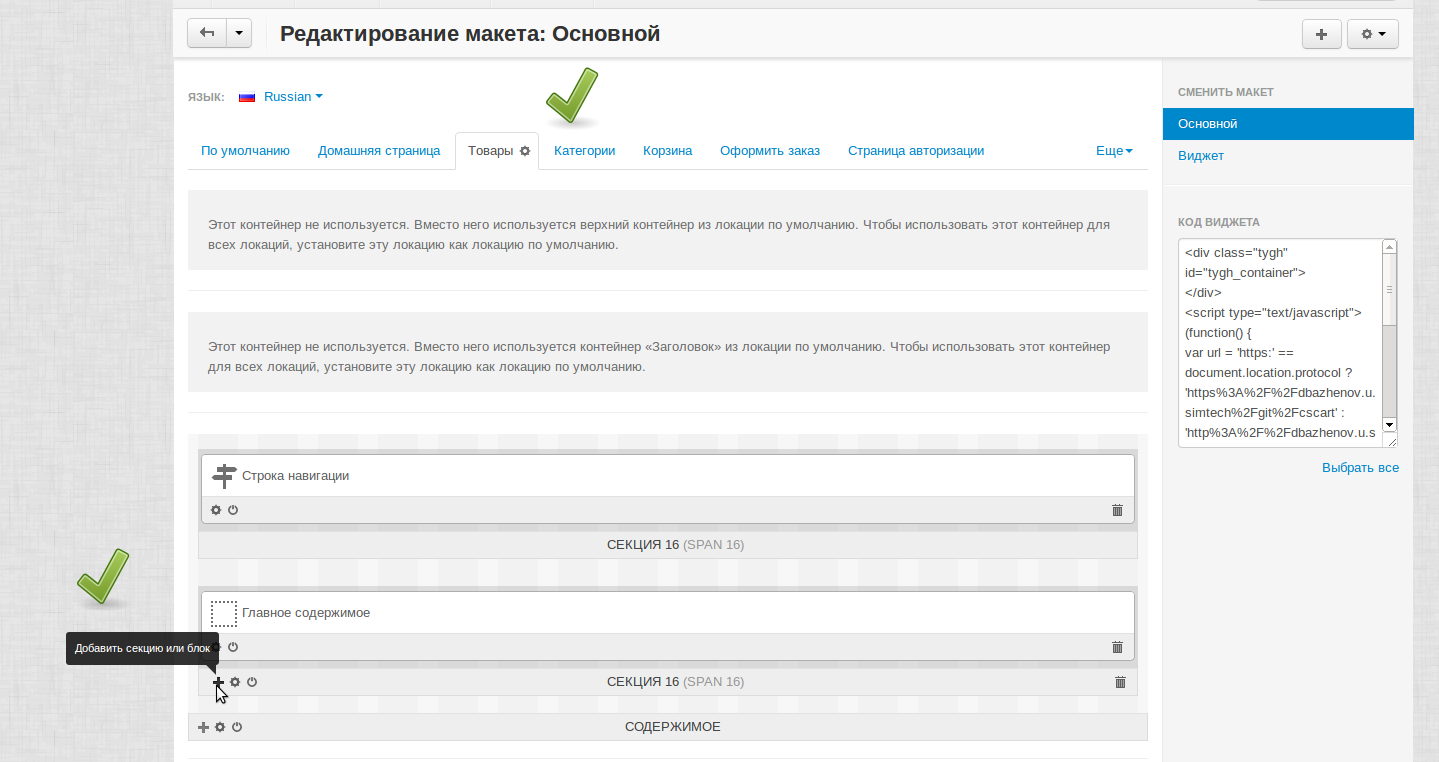 Редактирование макета: Основной
ЯЗЫК: Russian
По умолчанию Домашняя страница Товары Категории Корзина Оформить заказ Страница авторизации Еще
Этот контейнер не используется. Вместо него используется верхний контейнер из локации по умолчанию. Чтобы использовать этот контейнер для
всех локаций, установите эту локацию как локацию по умолчанию.
Этот контейнер не используется. Вместо него используется контейнер «Заголовок» из локации по умолчанию. Чтобы использовать этот контейнер
для всех локаций, установите эту локацию как локацию по умолчанию.
Строка навигации
СЕКЦИЯ 16 (SPAN 16)
Главное содержимое
Добавить секцию или блок
СЕКЦИЯ 16 (SPAN 16)
СОДЕРЖИМОЕ
СМЕНИТЬ МАКЕТ
Основной
Виджет
КОД ВИДЖЕТА
<div class="tygh"
id="tygh_container">
</div>
<script type="text/javascript">
(function() {
var url = 'https:' ==
document.location.protocol ?
'https%3A%2F%2Fdbazhenov.u.
simtech%2Fgit%2Fcscart' :
'http%3A%2F%2Fdbazhenov.u.s
Выбрать все